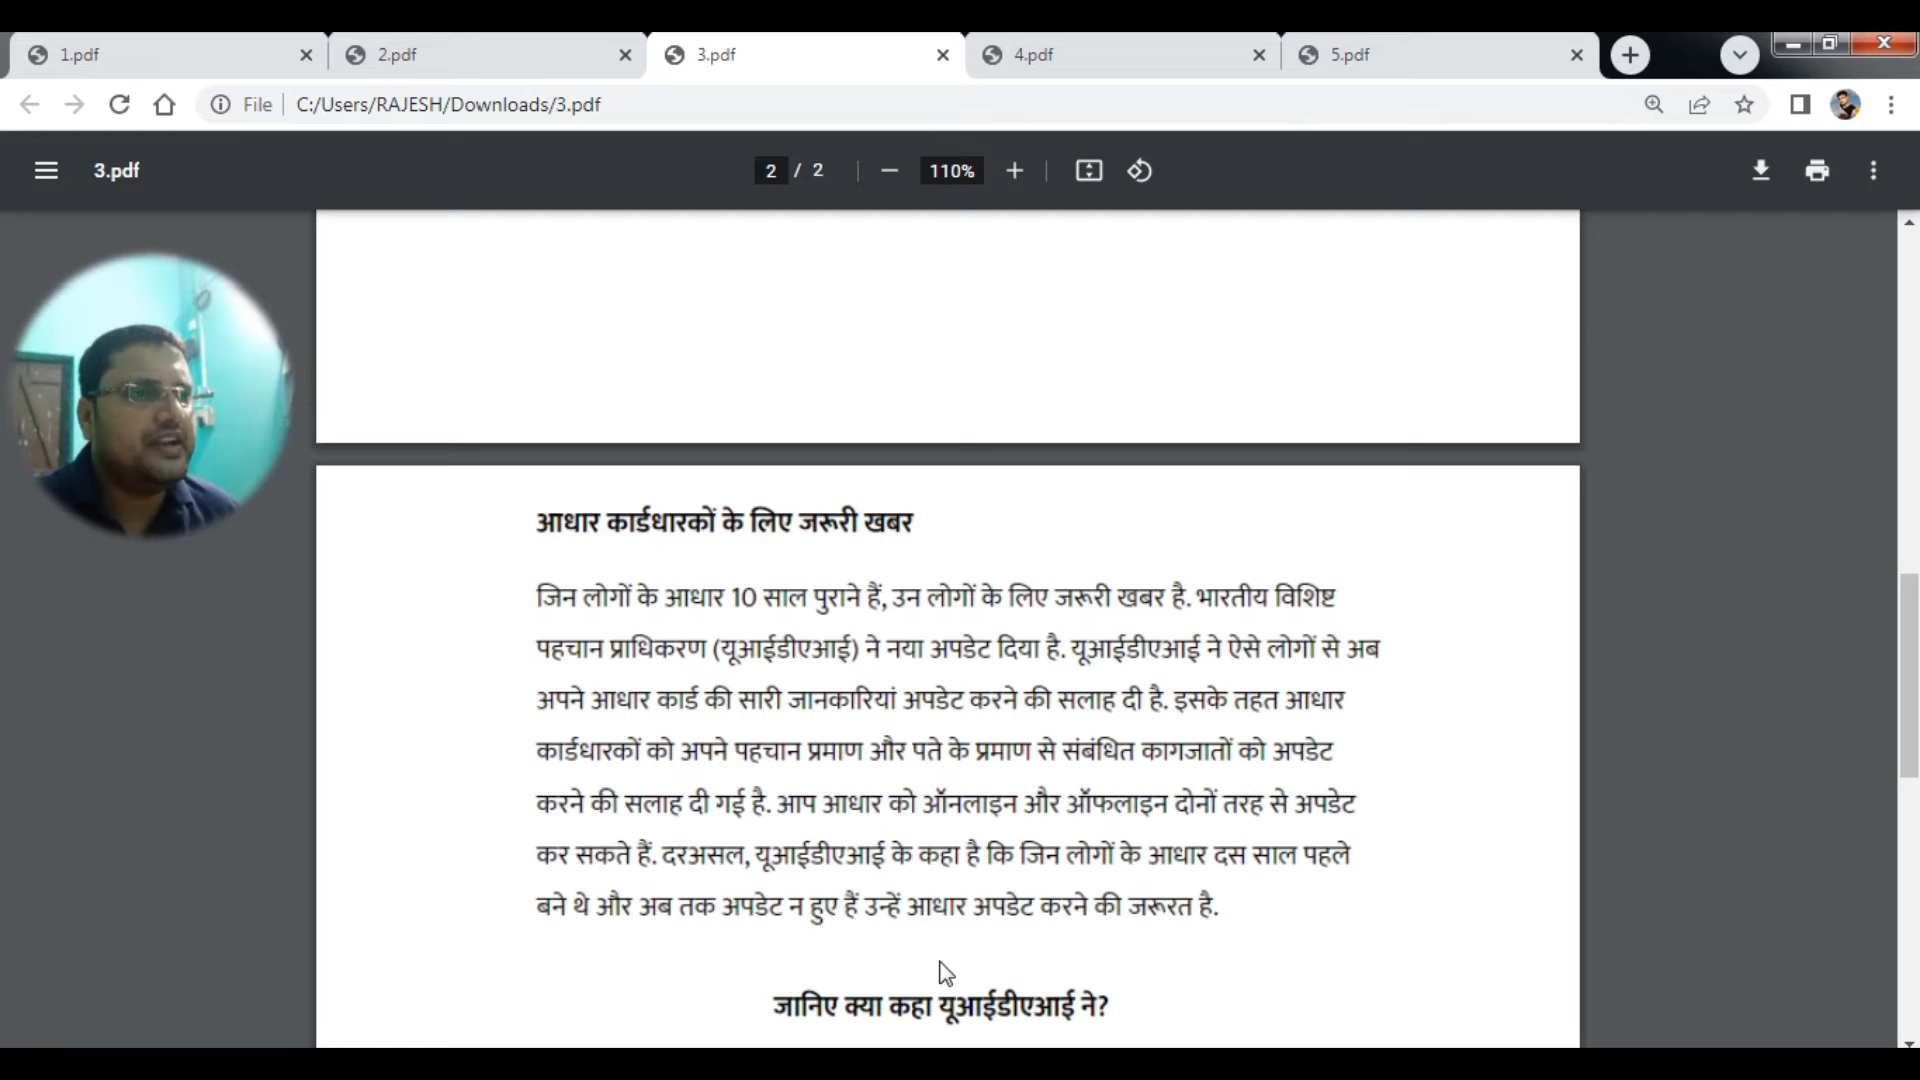 1.pdf
2.pdf
3.pdf
4.pdf
5.pdf
File
C:/Users/RAJESH/Downloads/3.pdf
3.pdf
2 / 2
110%
आधार कार्डधारकों के लिए जरूरी खबर
जिन लोगों के आधार 10 साल पुराने हैं, उन लोगों के लिए जरूरी खबर है. भारतीय विशिष्ट
पहचान प्राधिकरण (यूआईडीएआई) ने नया अपडेट दिया है. यूआईडीएआई ने ऐसे लोगों से अब
अपने आधार कार्ड की सारी जानकारियां अपडेट करने की सलाह दी है. इसके तहत आधार
कार्डधारकों को अपने पहचान प्रमाण और पते के प्रमाण से संबंधित कागजातों को अपडेट
करने की सलाह दी गई है. आप आधार को ऑनलाइन और ऑफलाइन दोनों तरह से अपडेट
कर सकते हैं. दरअसल, यूआईडीएआई के कहा है कि जिन लोगों के आधार दस साल पहले
बने थे और अब तक अपडेट न हुए हैं उन्हें आधार अपडेट करने की जरूरत है.
जानिए क्या कहा यूआईडीएआई ने?